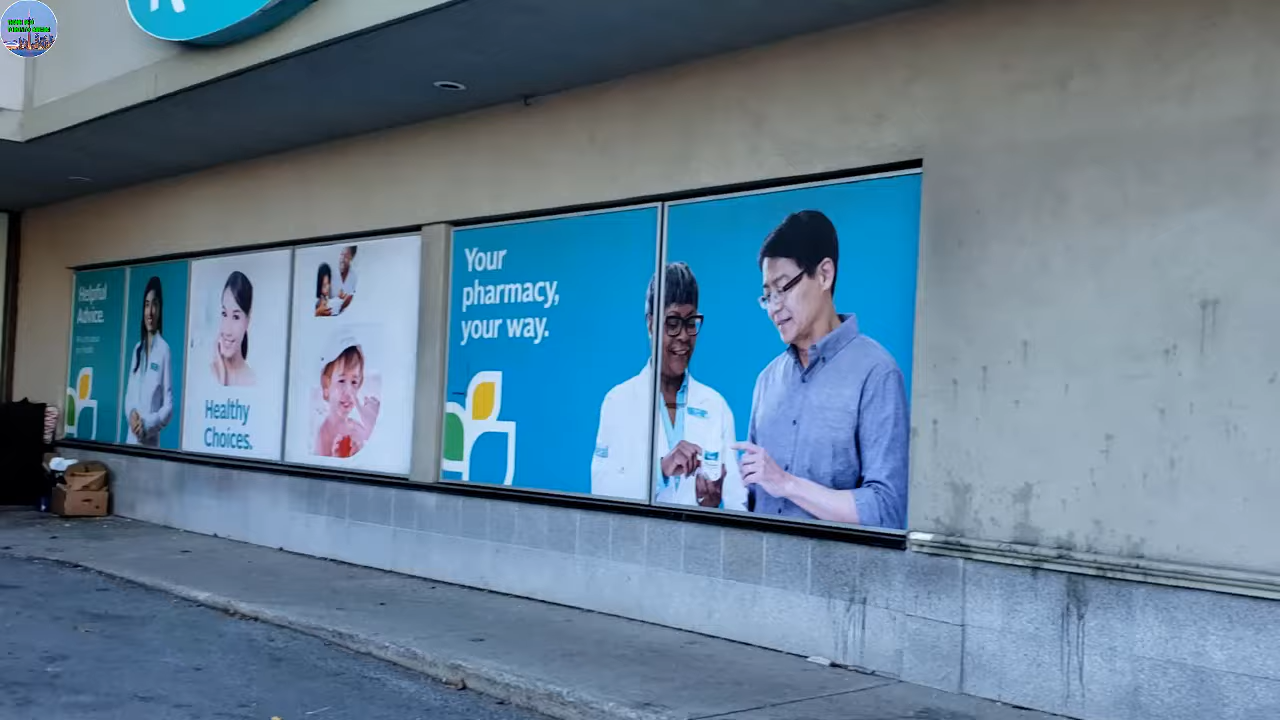 Helpful
Advice.
Healthy
Choices.
Your
pharmacy,
your way.